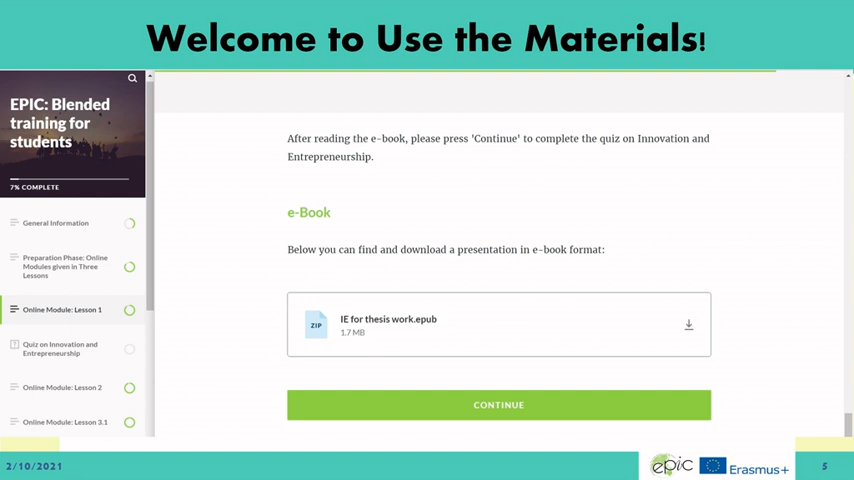 Welcome to Use the Materials!
EPIC: Blended
training for
students
7% COMPLETE
General Information
Preparation Phase: Online
Modules given in Three
Lessons
Online Module: Lesson 1
Quiz on Innovation and
Entrepreneurship
Online Module: Lesson 2
Online Module: Lesson 3.1
After reading the e-book, please press 'Continue' to complete the quiz on Innovation and
Entrepreneurship.
e-Book
Below you can find and download a presentation in e-book format:
ZIP
IE for thesis work.epub
1.7 MB
CONTINUE
2/10/2021
epic
Erasmus+
5